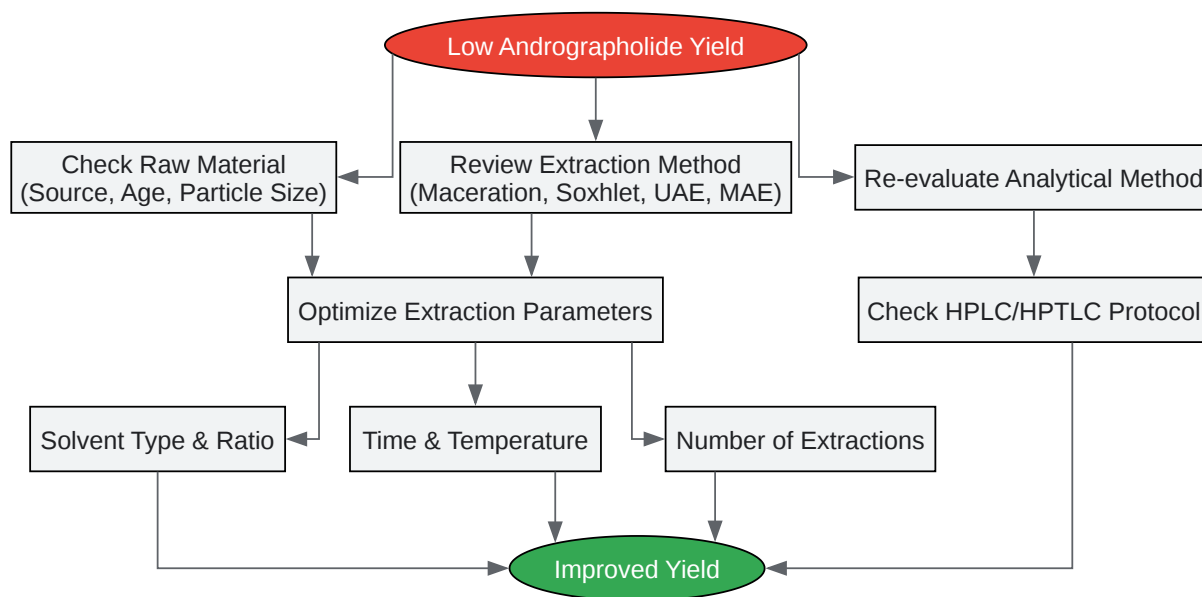 Low Andrographolide Yield
Check Raw Material
(Source, Age, Particle Size)
Review Extraction Method
(Maceration, Soxhlet, UAE, MAE)
Re-evaluate Analytical Method
Optimize Extraction Parameters
Check HPLC/HPTLC Protocol
Solvent Type & Ratio
Time & Temperature
Number of Extractions
Improved Yield